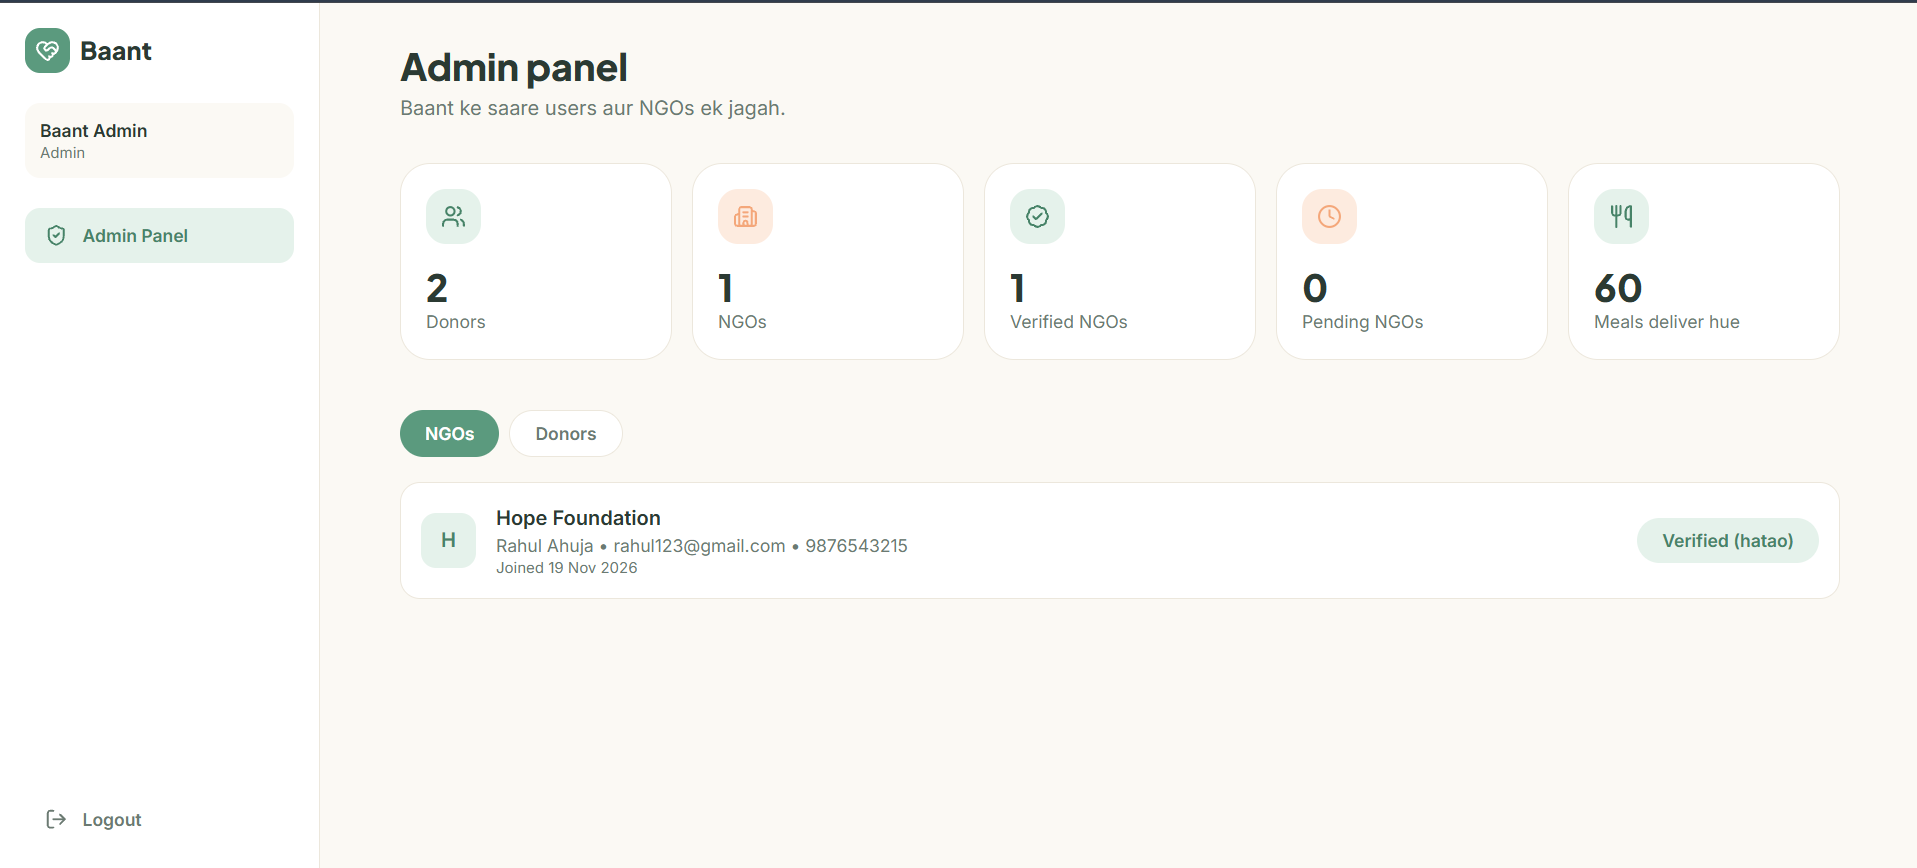 Baant
Baant Admin
Admin
Admin Panel
Logout
Admin panel
Baant ke saare users aur NGOs ek jagah.
2
Donors
1
NGOs
1
Verified NGOs
0
Pending NGOs
60
Meals deliver hue
NGOs
Donors
H
Hope Foundation
Rahul Ahuja • rahul123@gmail.com • 9876543215
Joined 19 Nov 2026
Verified (hatao)